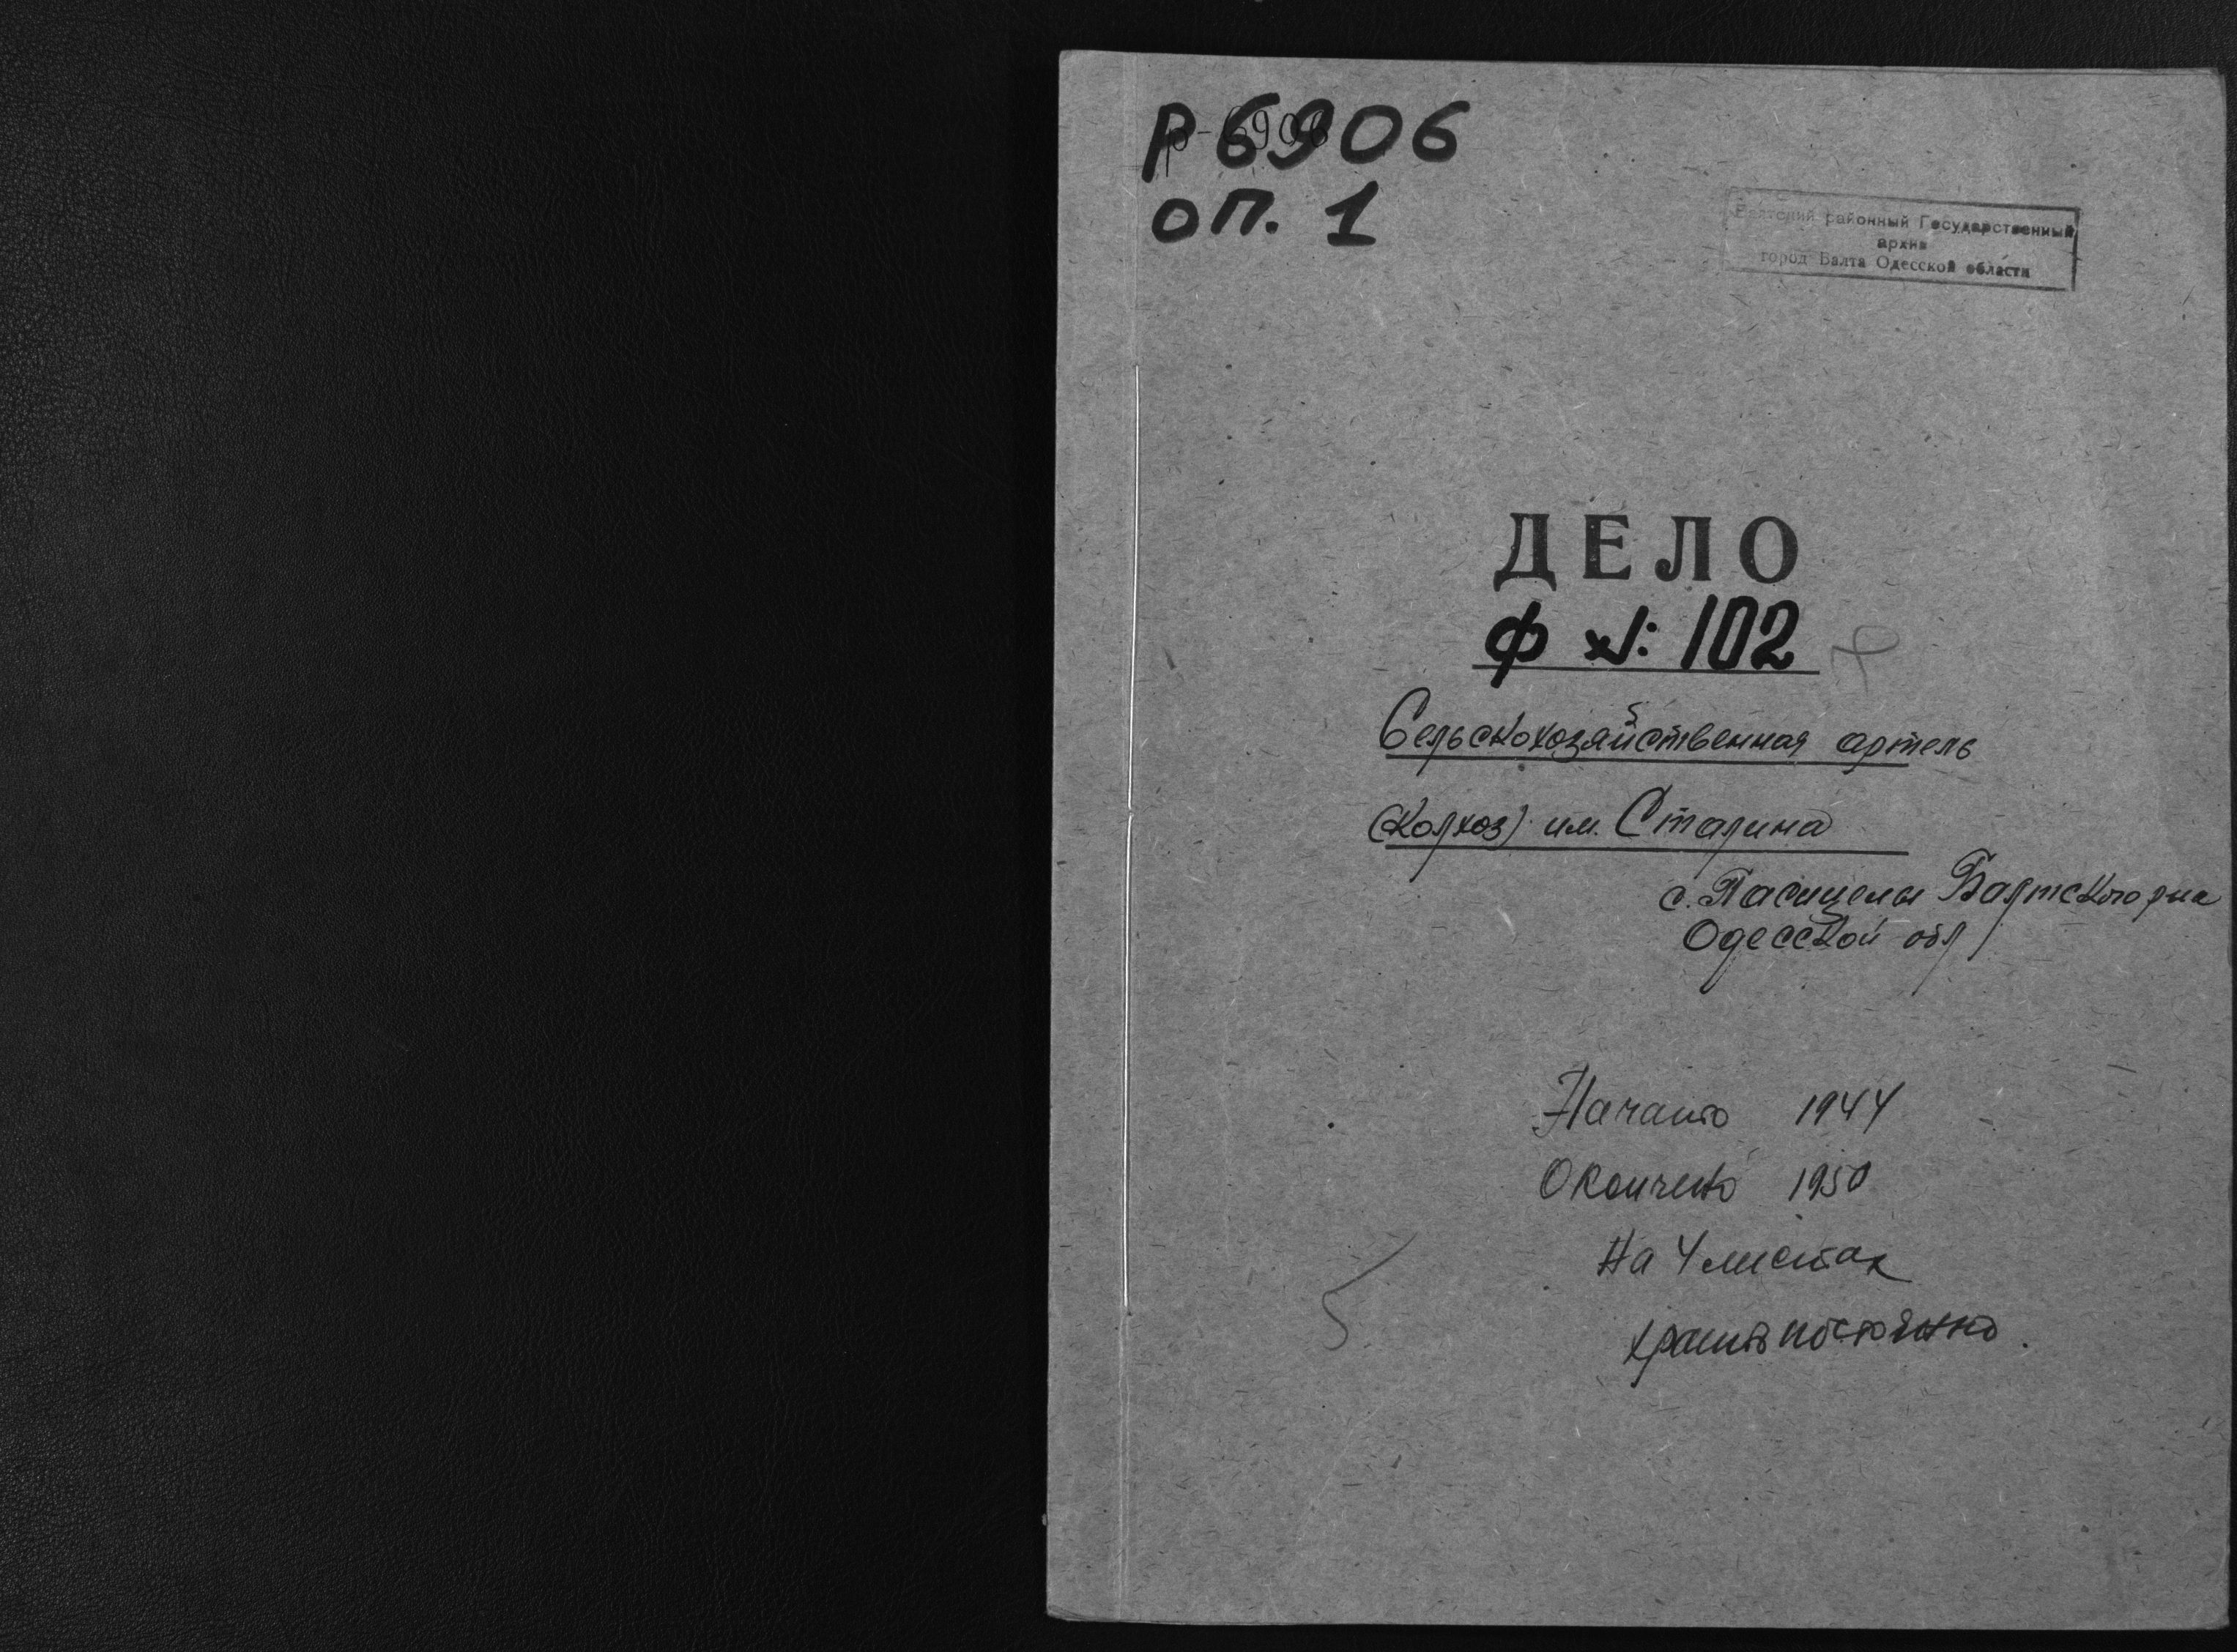 Р 6906
р-6906
оп. 1
Балтский районный Государственный
архив
город Балта Одесской области
ДЕЛО
ф №: 102
Сельскохозяйственная артель
(колхоз) им. Сталина
с. Пасицелы Балтского р-на
Одесской обл
Начато 1944
Окончено 1950
На 4 листах
хранить постоянно.